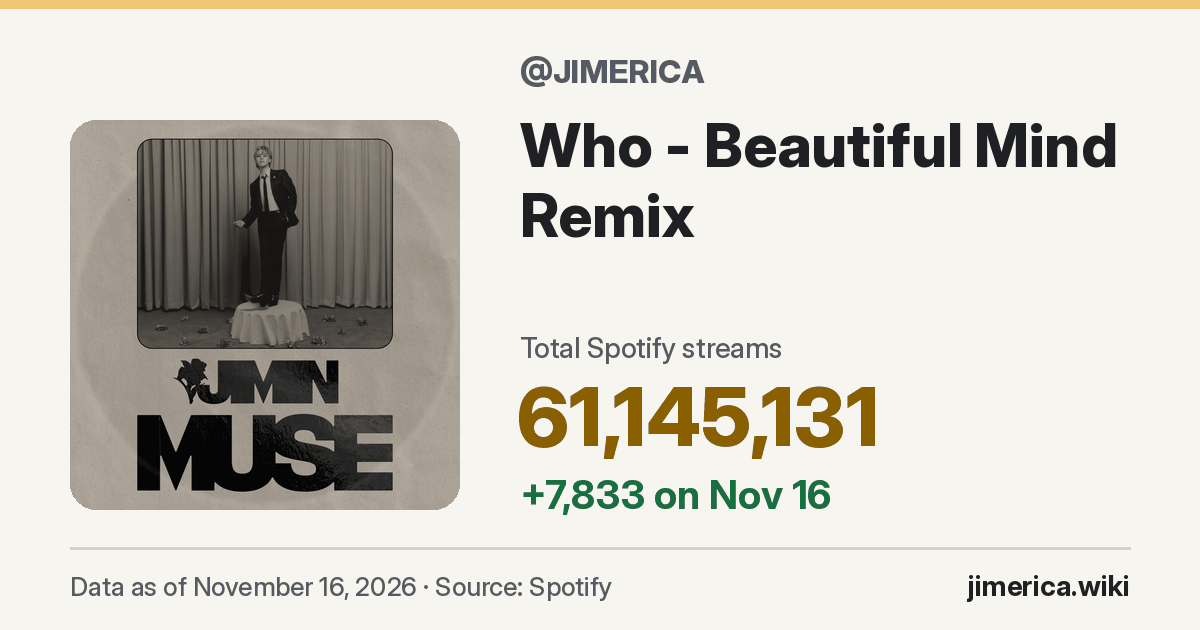 @JIMERICA
Who - Beautiful Mind
Remix
Total Spotify streams
61,145,131
+7,833 on Nov 16
JIMIN
MUSE
Data as of November 16, 2026 · Source: Spotify
jimerica.wiki